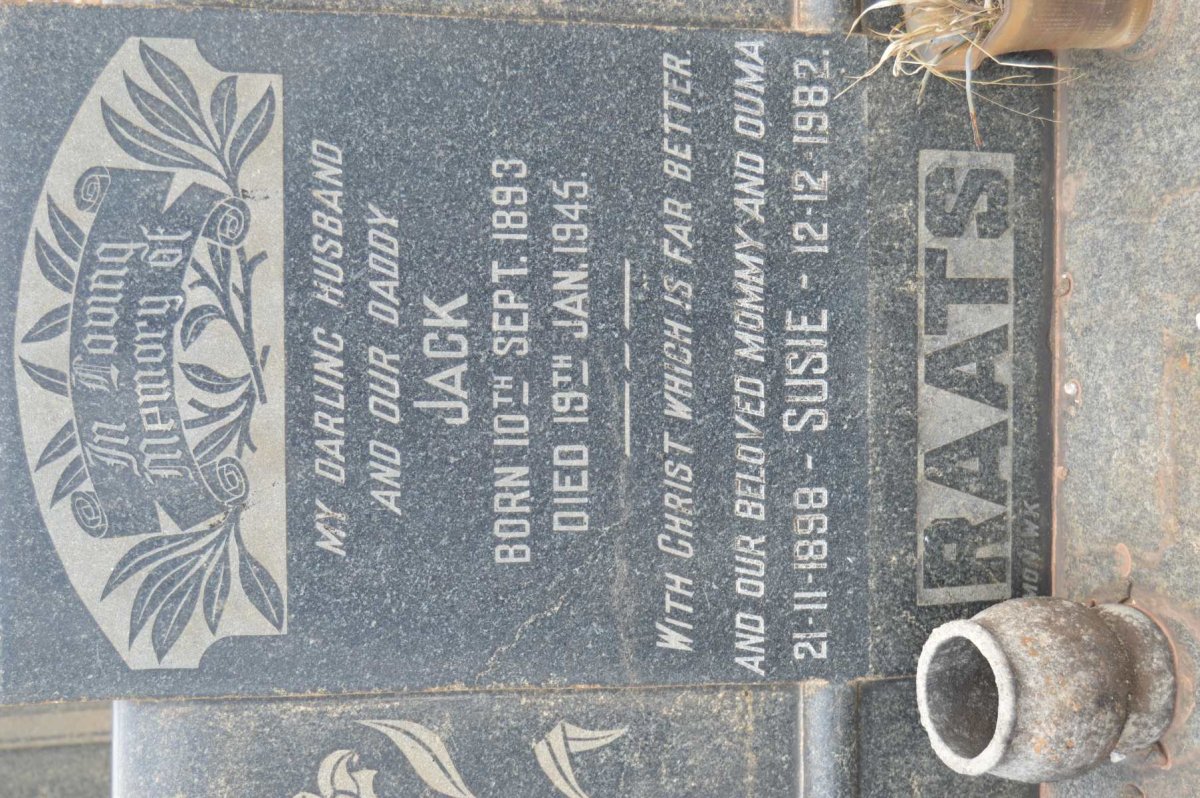 In Loving
Memory of
MY DARLING HUSBAND
AND OUR DADDY
JACK
BORN 10TH SEPT. 1893
DIED 19TH JAN. 1945.
WITH CHRIST WHICH IS FAR BETTER.
AND OUR BELOVED MOMMY AND OUMA
21-11-1898 - SUSIE - 12-12-1982.
RAATS